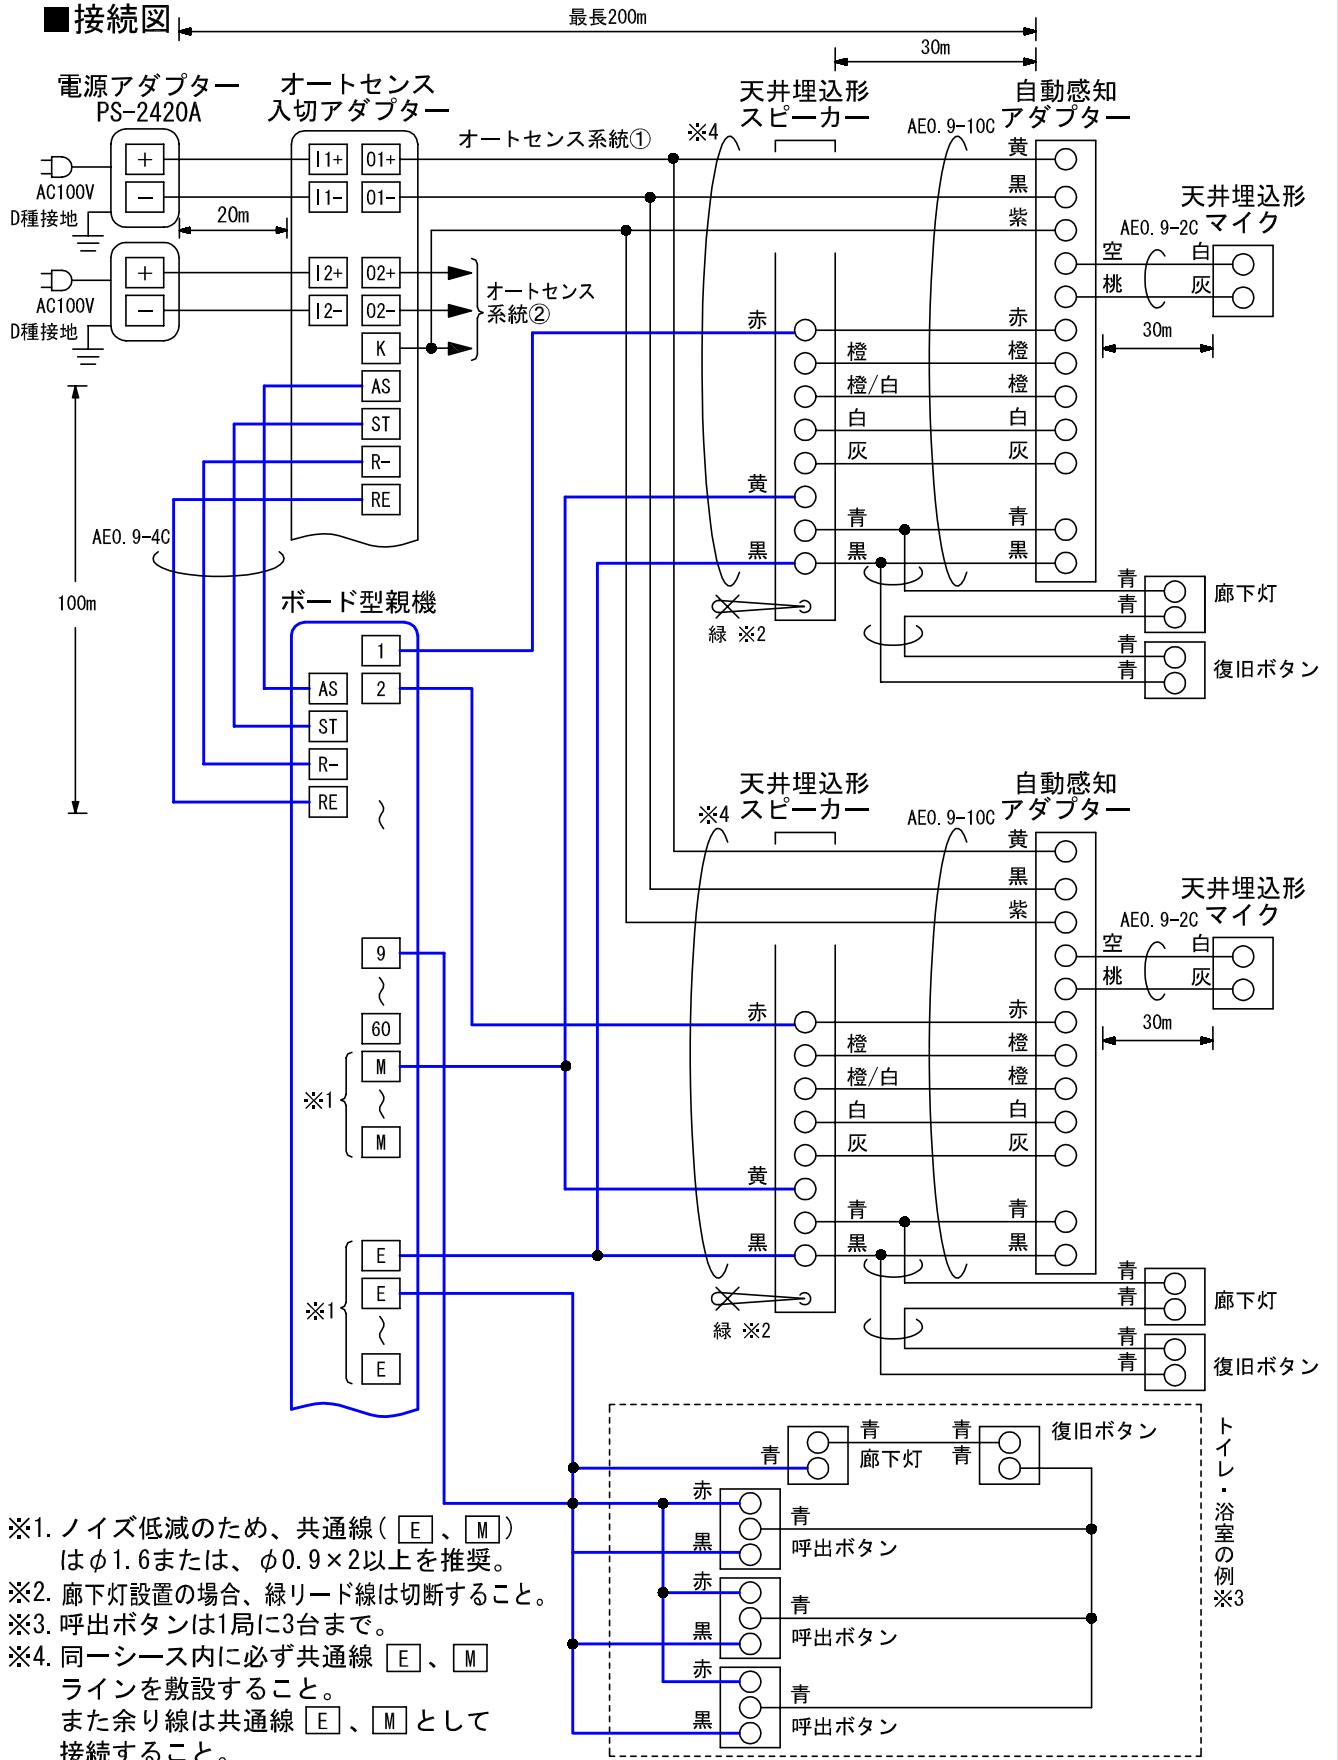 ■接続図
最長200m
30m
電源アダプター
PS-2420A
オートセンス
入切アダプター
天井埋込形
スピーカー
自動感知
アダプター
オートセンス系統①
※4
AE0.9-10C
+
-
I1+
I1-
O1+
O1-
AC100V
D種接地
20m
黄
黒
紫
天井埋込形
マイク
AE0.9-2C
空
桃
白
灰
30m
+
-
I2+
I2-
O2+
O2-
AC100V
D種接地
オートセンス
系統②
K
AS
ST
R-
RE
赤
橙
橙/白
白
灰
黄
青
黒
赤
橙
橙
白
灰
青
黒
黒
緑 ※2
AE0.9-4C
100m
青
青
廊下灯
青
青
復旧ボタン
ボード型親機
1
2
AS
ST
R-
RE
〜
9
〜
60
※1
M
〜
M
※1
E
E
〜
E
天井埋込形
スピーカー
自動感知
アダプター
※4
AE0.9-10C
黄
黒
紫
天井埋込形
マイク
AE0.9-2C
空
桃
白
灰
30m
赤
橙
橙/白
白
灰
黄
青
黒
赤
橙
橙
白
灰
青
黒
黒
緑 ※2
青
青
廊下灯
青
青
復旧ボタン
トイレ・浴室の例※3
青
青
廊下灯
青
青
復旧ボタン
赤
黒
青
呼出ボタン
赤
黒
青
呼出ボタン
赤
黒
青
呼出ボタン
※1. ノイズ低減のため、共通線( E 、 M )
はφ1.6または、φ0.9×2以上を推奨。
※2. 廊下灯設置の場合、緑リード線は切断すること。
※3. 呼出ボタンは1局に3台まで。
※4. 同一シース内に必ず共通線 E 、 M
ラインを敷設すること。
また余り線は共通線 E 、 M として
接続すること。